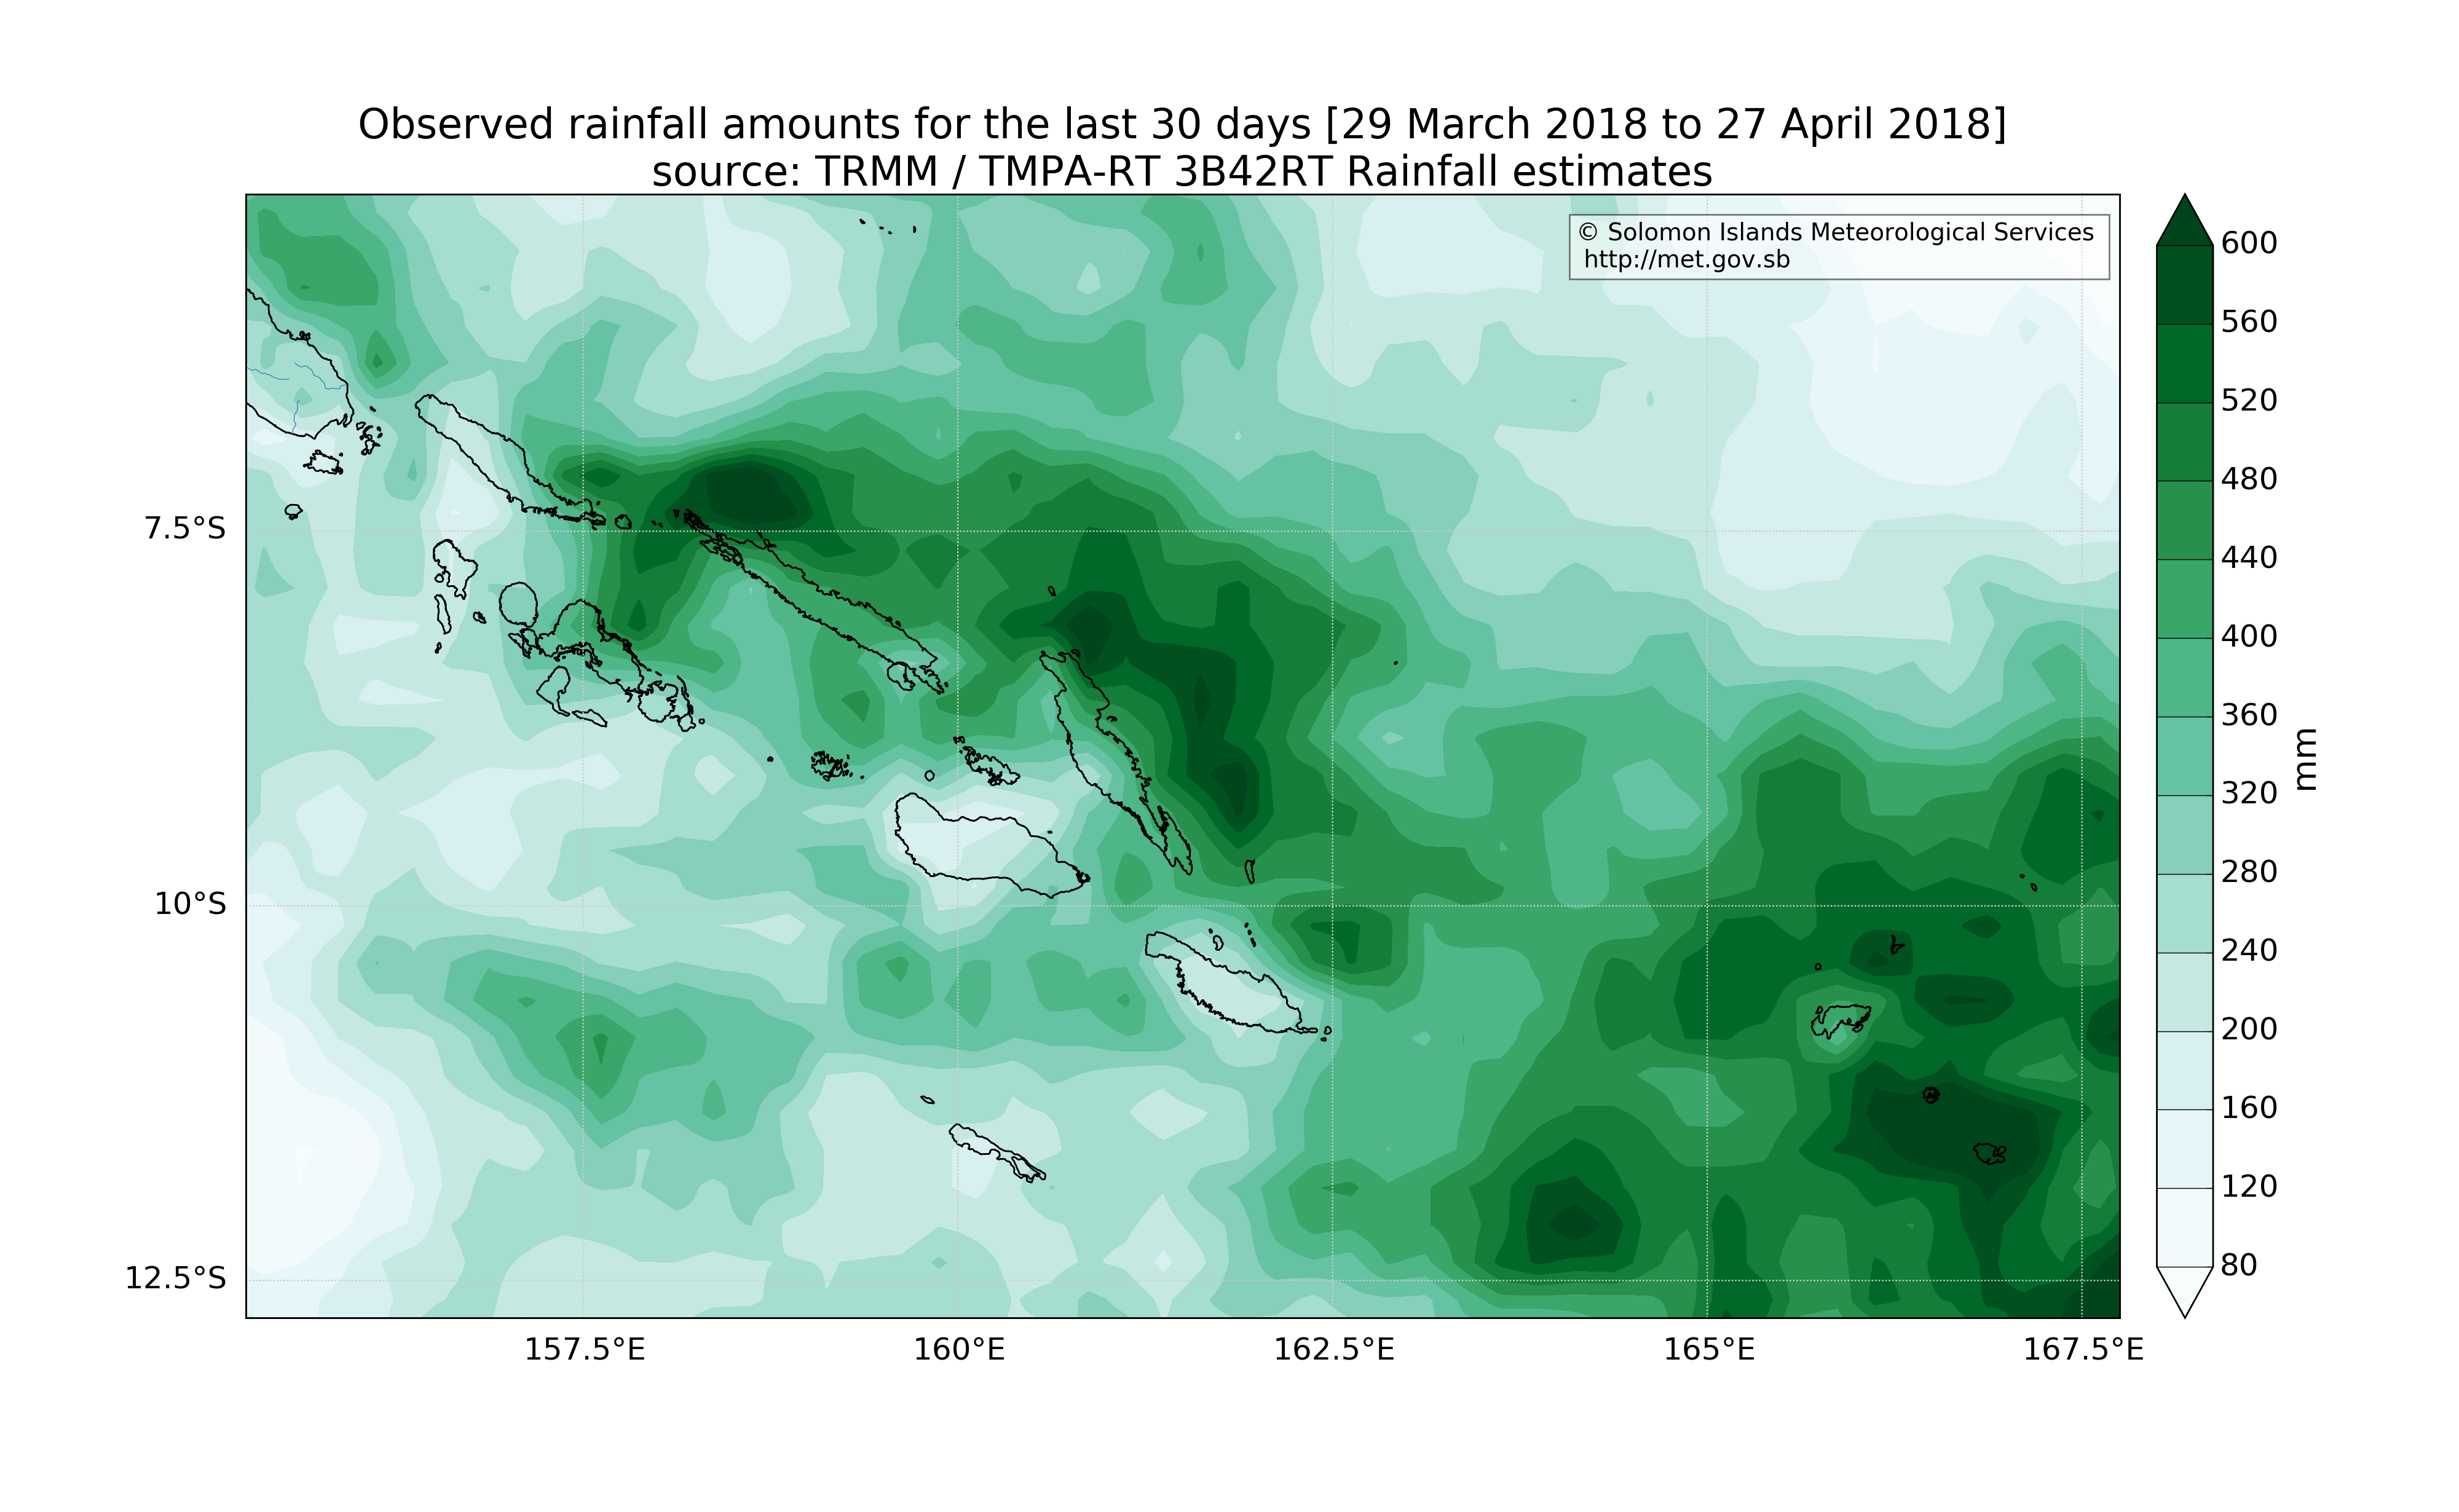 Observed rainfall amounts for the last 30 days [29 March 2018 to 27 April 2018]
source: TRMM / TMPA-RT 3B42RT Rainfall estimates
© Solomon Islands Meteorological Services
http://met.gov.sb
7.5°S
10°S
12.5°S
157.5°E
160°E
162.5°E
165°E
167.5°E
600
560
520
480
440
400
360
320
280
240
200
160
120
80
mm